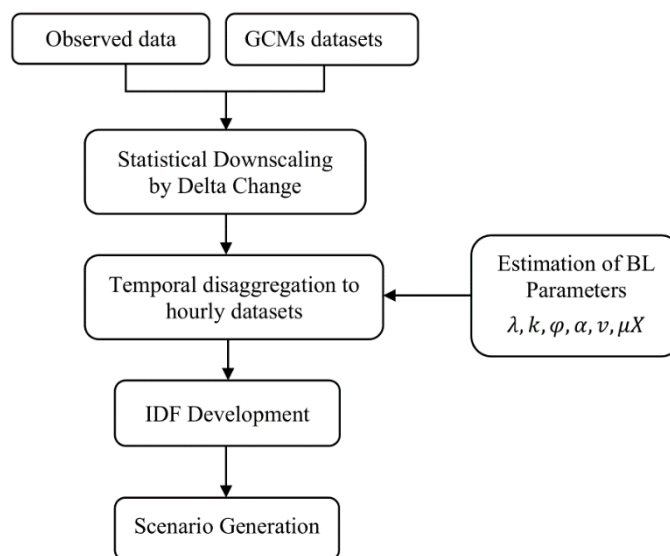 Observed data
GCMs datasets
Statistical Downscaling
by Delta Change
Temporal disaggregation to
hourly datasets
Estimation of BL
Parameters
λ, k, φ, α, v, μX
IDF Development
Scenario Generation